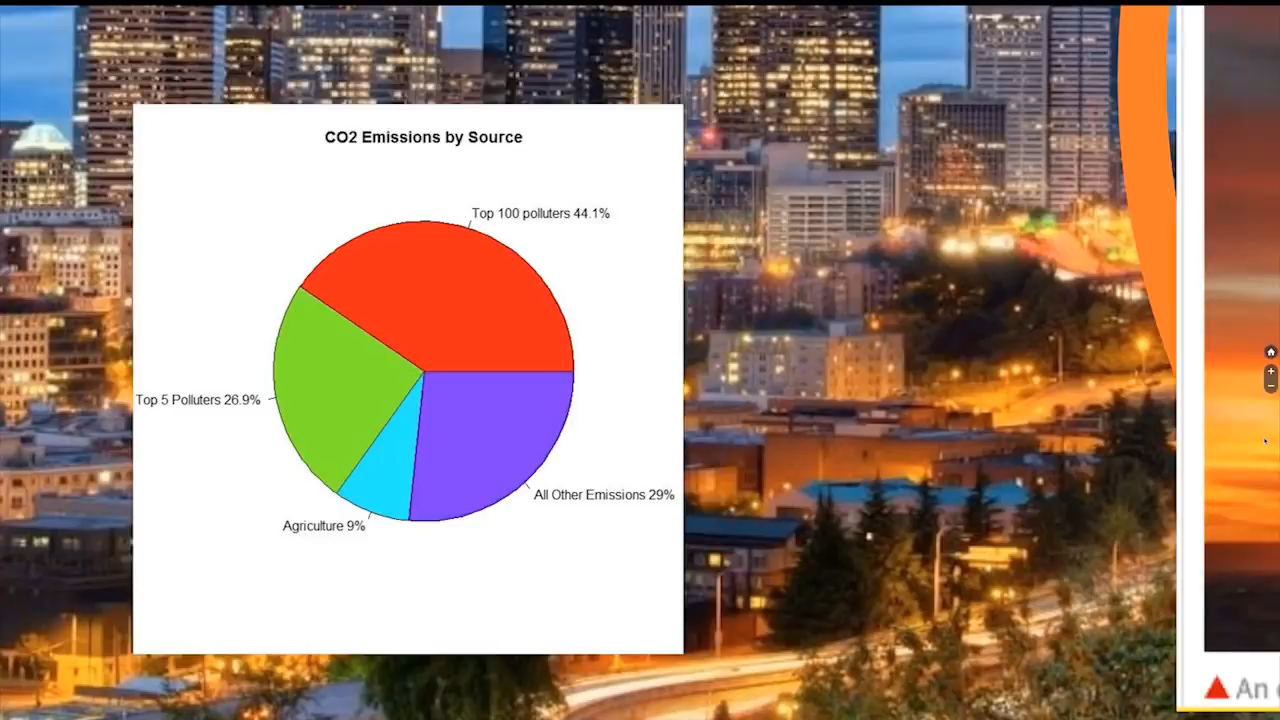 CO2 Emissions by Source
Top 100 polluters 44.1%
Top 5 Polluters 26.9%
All Other Emissions 29%
Agriculture 9%
An